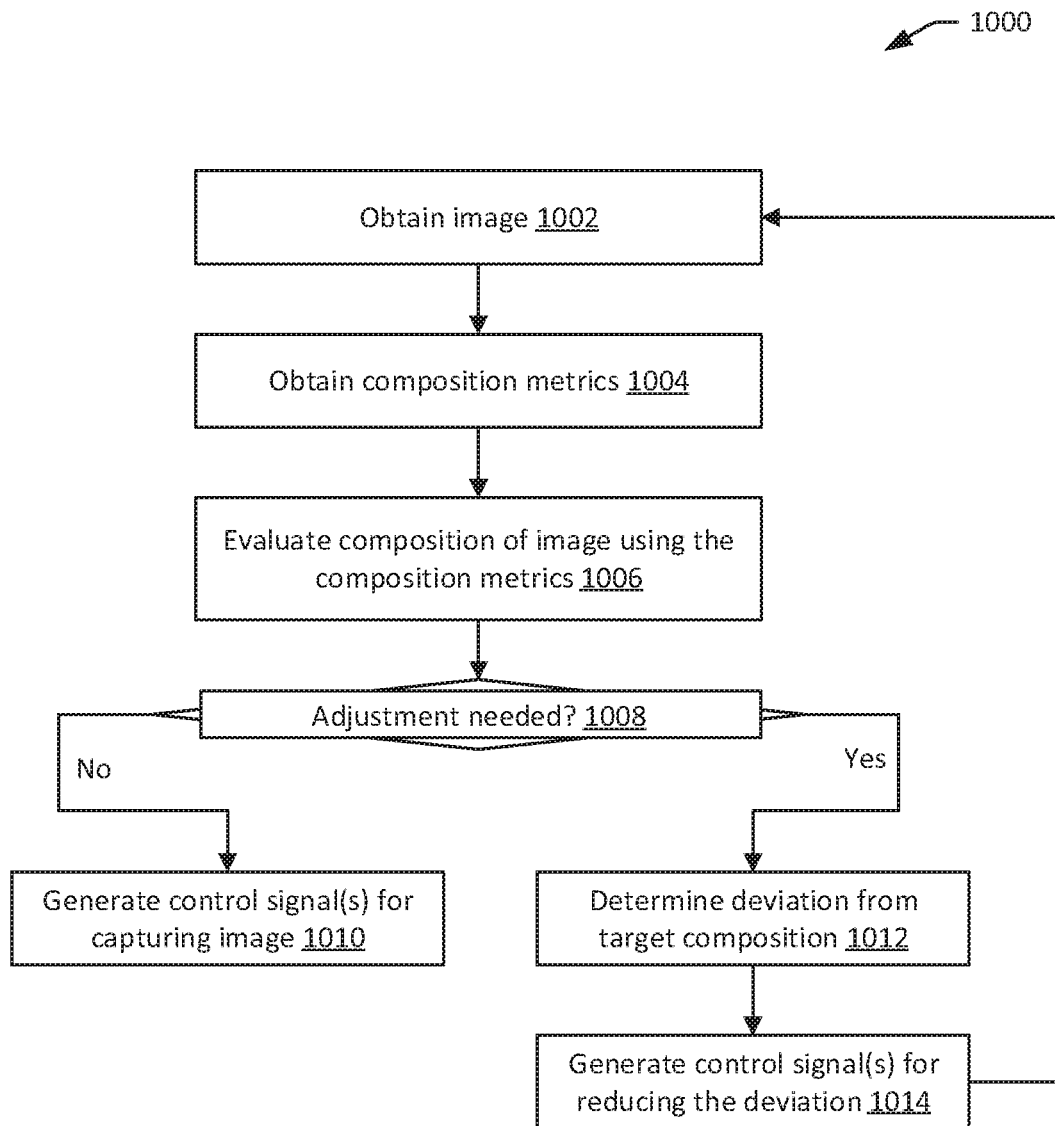 1000
Obtain image 1002
Obtain composition metrics 1004
Evaluate composition of image using the
composition metrics 1006
Adjustment needed? 1008
No
Yes
Generate control signal(s) for
capturing image 1010
Determine deviation from
target composition 1012
Generate control signal(s) for
reducing the deviation 1014